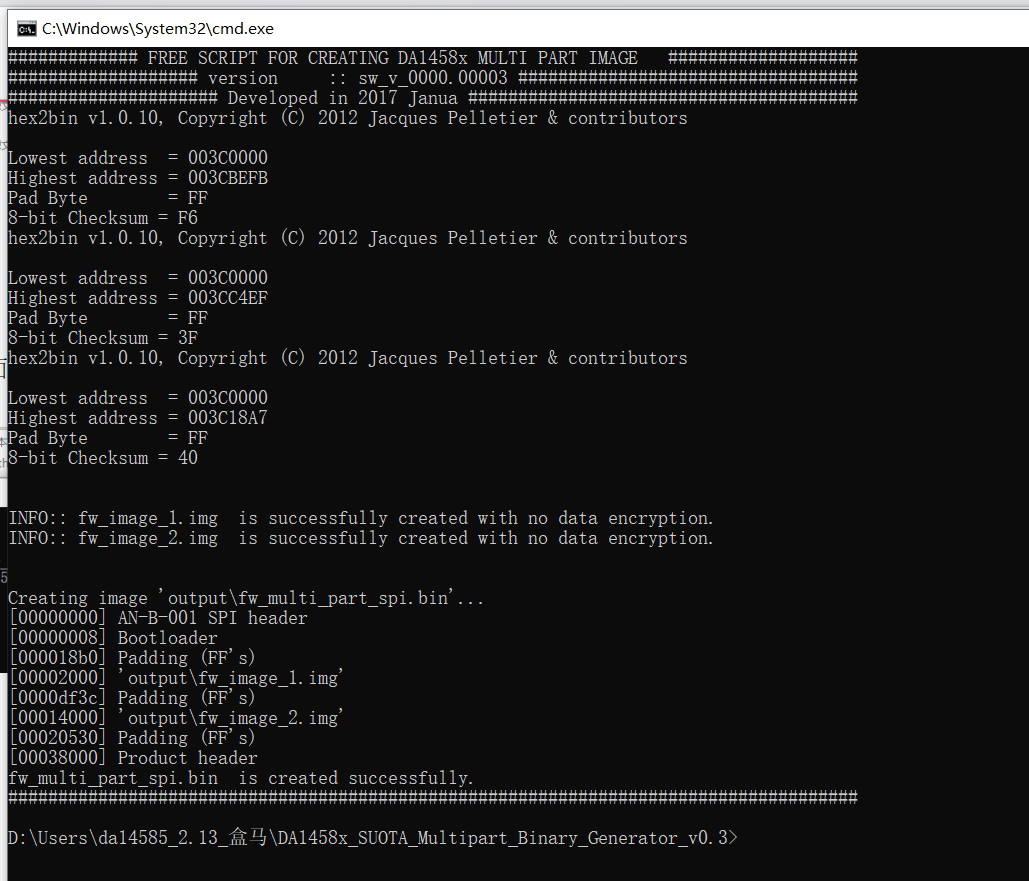 C:\Windows\System32\cmd.exe
############# FREE SCRIPT FOR CREATING DA1458x MULTI PART IMAGE   ###################
################### version     :: sw_v_0000.00003 ##################################
##################### Developed in 2017 Janua #######################################
hex2bin v1.0.10, Copyright (C) 2012 Jacques Pelletier & contributors
Lowest address  = 003C0000
Highest address = 003CBEFB
Pad Byte        = FF
8-bit Checksum = F6
hex2bin v1.0.10, Copyright (C) 2012 Jacques Pelletier & contributors
Lowest address  = 003C0000
Highest address = 003CC4EF
Pad Byte        = FF
8-bit Checksum = 3F
hex2bin v1.0.10, Copyright (C) 2012 Jacques Pelletier & contributors
Lowest address  = 003C0000
Highest address = 003C18A7
Pad Byte        = FF
8-bit Checksum = 40
INFO:: fw_image_1.img  is successfully created with no data encryption.
INFO:: fw_image_2.img  is successfully created with no data encryption.
Creating image 'output\fw_multi_part_spi.bin'...
[00000000] AN-B-001 SPI header
[00000008] Bootloader
[000018b0] Padding (FF's)
[00002000] 'output\fw_image_1.img'
[0000df3c] Padding (FF's)
[00014000] 'output\fw_image_2.img'
[00020530] Padding (FF's)
[00038000] Product header
fw_multi_part_spi.bin  is created successfully.
#####################################################################################
D:\Users\da14585_2.13_盒马\DA1458x_SUOTA_Multipart_Binary_Generator_v0.3>